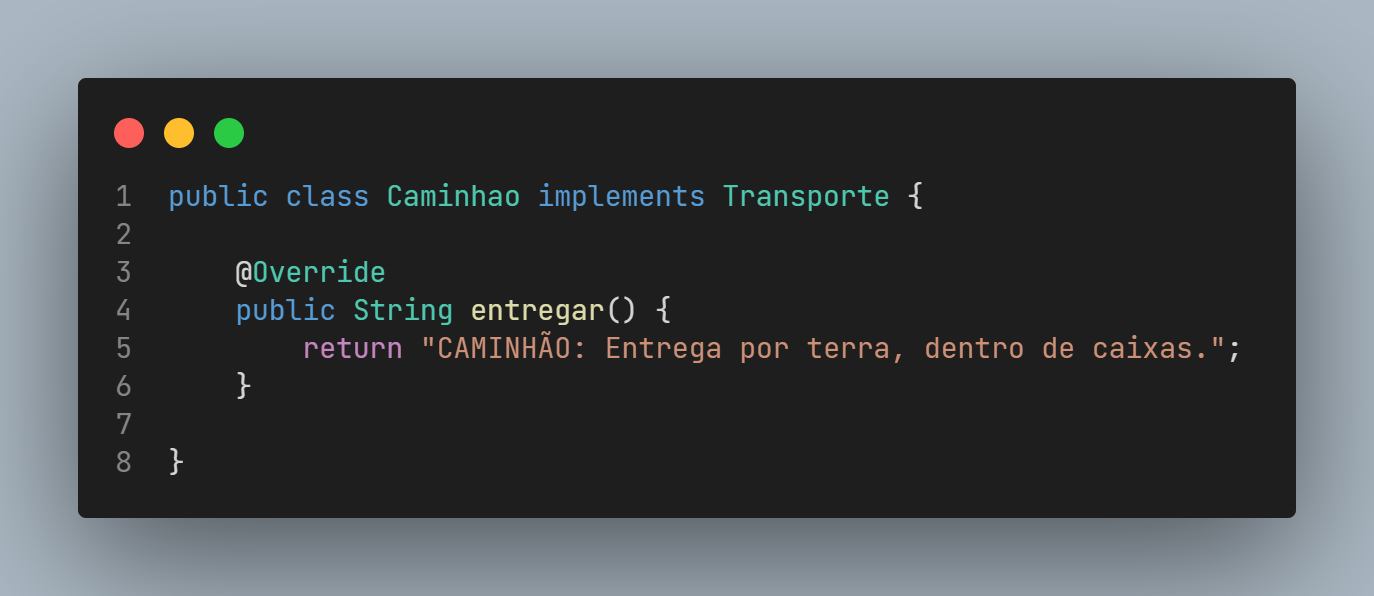 1 public class Caminhao implements Transporte {
2
3     @Override
4     public String entregar() {
5         return "CAMINHÃO: Entrega por terra, dentro de caixas.";
6     }
7
8 }